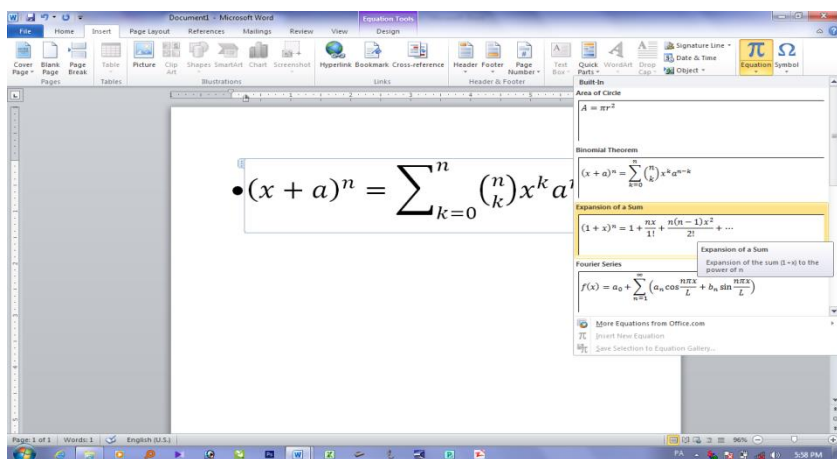 Document1 - Microsoft Word
Equation Tools
File Home Insert Page Layout References Mailings Review View Design
Cover Page Blank Page Page Break Table Picture Clip Art Shapes SmartArt Chart Screenshot Hyperlink Bookmark Cross-reference Header Footer Page Number Text Box Quick Parts WordArt Drop Cap Signature Line Date & Time Object Equation Symbol
Pages Tables Illustrations Links Header & Footer
Built-In
Area of Circle
A = πr²
Binomial Theorem
(x + a)ⁿ = ∑ₖ₌₀ⁿ (n k) xᵏaⁿ⁻ᵏ
Expansion of a Sum
(1 + x)ⁿ = 1 + nx/1! + n(n − 1)x²/2! + ⋯
Expansion of a Sum
Expansion of the sum (1+x) to the
power of n
Fourier Series
f(x) = a₀ + ∑ₙ₌₁^∞ (aₙ cos nπx/L + bₙ sin nπx/L)
More Equations from Office.com
Insert New Equation
Save Selection to Equation Gallery...
•(x + a)ⁿ = ∑ₖ₌₀ⁿ (n k) xᵏa
Page: 1 of 1 Words: 1 English (U.S.) 96%
PA 5:58 PM